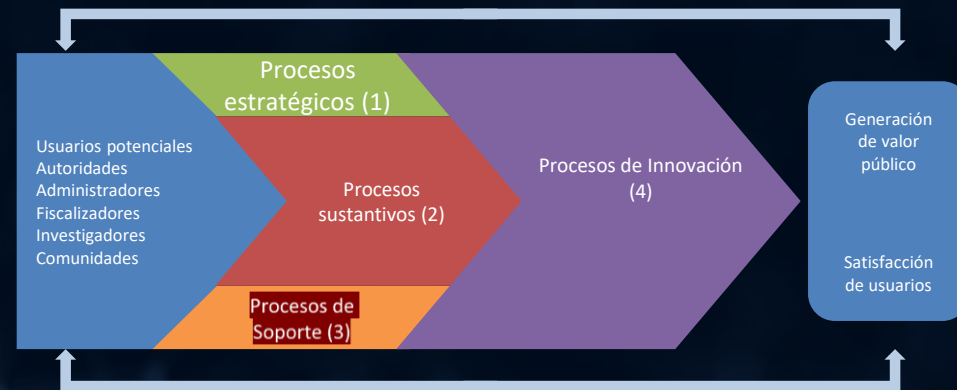 Usuarios potenciales
Autoridades
Administradores
Fiscalizadores
Investigadores
Comunidades
Procesos
estratégicos (1)
Procesos
sustantivos (2)
Procesos de
Soporte (3)
Procesos de Innovación
(4)
Generación
de valor
público
Satisfacción
de usuarios